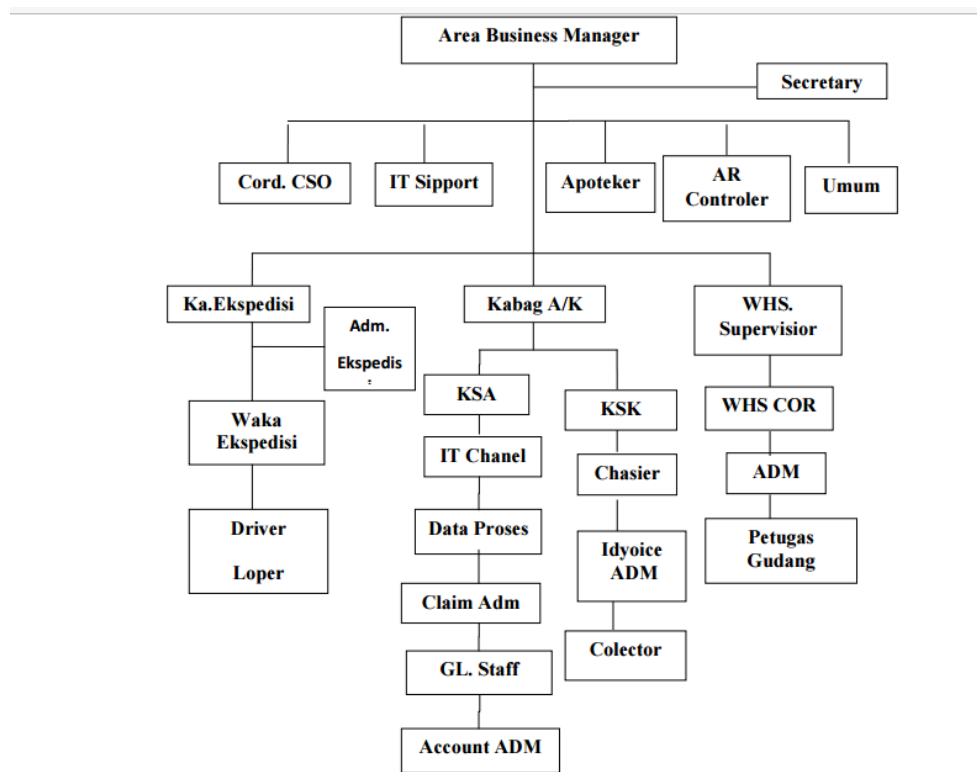 Area Business Manager
Secretary
Cord. CSO
IT Sipport
Apoteker
AR
Controler
Umum
Ka.Ekspedisi
Kabag A/K
WHS.
Supervisior
Adm.
Ekspedis
KSA
KSK
WHS COR
Waka
Ekspedisi
IT Chanel
Chasier
ADM
Driver
Loper
Data Proses
Idyoice
ADM
Petugas
Gudang
Claim Adm
Colector
GL. Staff
Account ADM